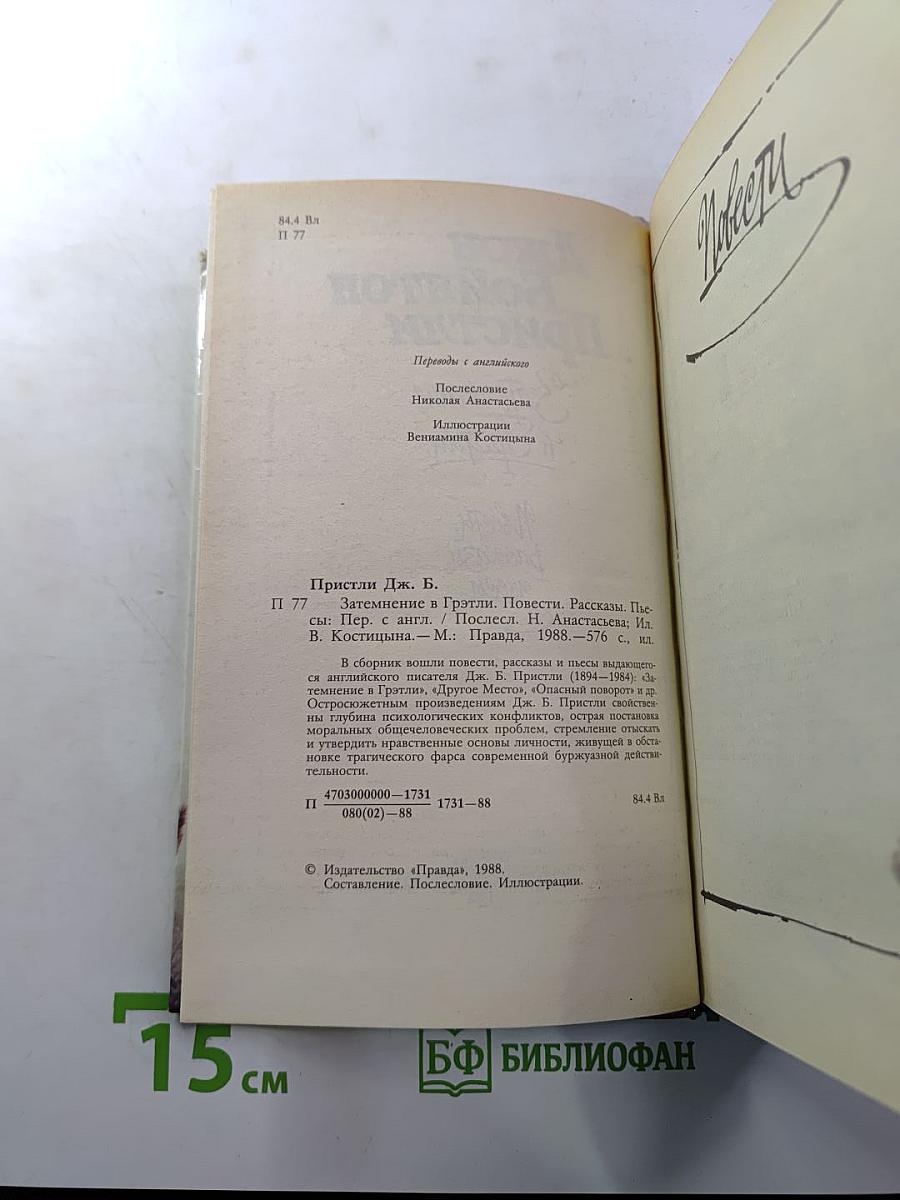 84.4 Вл
П 77
Переводы с английского
Послесловие
Николая Анастасьева
Иллюстрации
Вениамина Костицына
Пристли Дж. Б.
П 77 Затемнение в Грэтли. Повести. Рассказы. Пье-
сы: Пер. с англ. / Послесл. Н. Анастасьева; Ил.
В. Костицына.— М.: Правда, 1988.—576 с., ил.
В сборник вошли повести, рассказы и пьесы выдающего-
ся английского писателя Дж. Б. Пристли (1894—1984): «За-
темнение в Грэтли», «Другое Место», «Опасный поворот» и др.
Остросюжетным произведениям Дж. Б. Пристли свойствен-
ны глубина психологических конфликтов, острая постановка
моральных общечеловеческих проблем, стремление отыскать
и утвердить нравственные основы личности, живущей в обста-
новке трагического фарса современной буржуазной действи-
тельности.
П 4703000000—1731
080(02)—88 1731—88
84.4 Вл
© Издательство «Правда», 1988.
Составление. Послесловие. Иллюстрации.
Повести
15 см
БФ БИБЛИОФАН